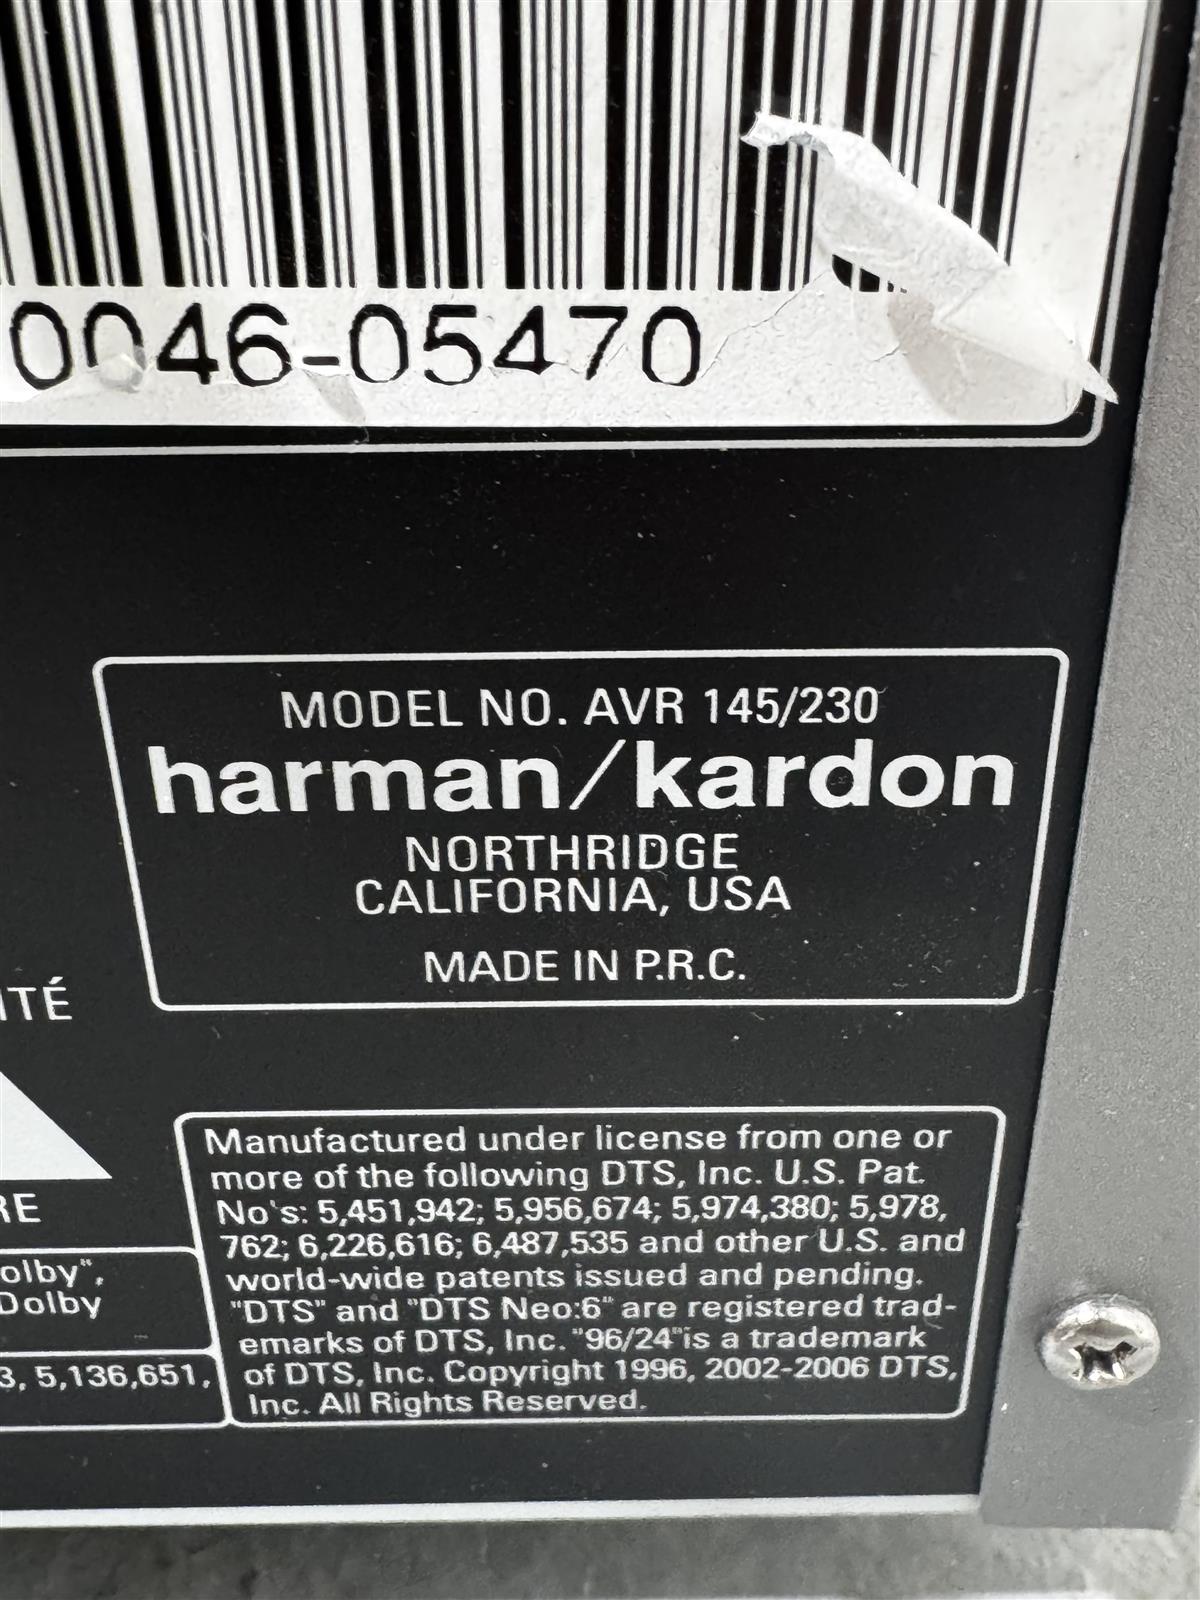 0046-05470
MODEL NO. AVR 145/230
harman/kardon
NORTHRIDGE
CALIFORNIA, USA
MADE IN P.R.C.
ITÉ
RE
olby",
Dolby
3, 5,136,651,
Manufactured under license from one or
more of the following DTS, Inc. U.S. Pat.
No's: 5,451,942; 5,956,674; 5,974,380; 5,978,
762; 6,226,616; 6,487,535 and other U.S. and
world-wide patents issued and pending.
"DTS" and "DTS Neo:6" are registered trad-
emarks of DTS, Inc. "96/24"is a trademark
of DTS, Inc. Copyright 1996, 2002-2006 DTS,
Inc. All Rights Reserved.